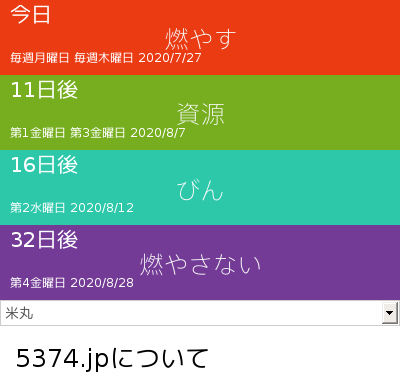 今日
燃やす
毎週月曜日 毎週木曜日 2020/7/27
11日後
資源
第1金曜日 第3金曜日 2020/8/7
16日後
びん
第2水曜日 2020/8/12
32日後
燃やさない
第4金曜日 2020/8/28
米丸
5374.jpについて